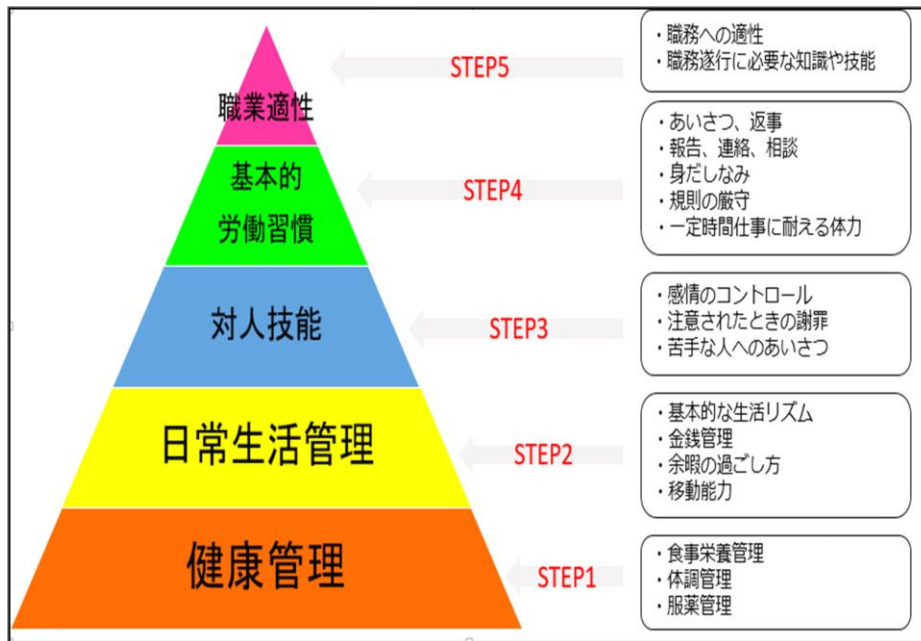 職業適性
STEP5
・職務への適性
・職務遂行に必要な知識や技能
基本的
労働習慣
STEP4
・あいさつ、返事
・報告、連絡、相談
・身だしなみ
・規則の厳守
・一定時間仕事に耐える体力
対人技能
STEP3
・感情のコントロール
・注意されたときの謝罪
・苦手な人へのあいさつ
日常生活管理
STEP2
・基本的な生活リズム
・金銭管理
・余暇の過ごし方
・移動能力
健康管理
STEP1
・食事栄養管理
・体調管理
・服薬管理